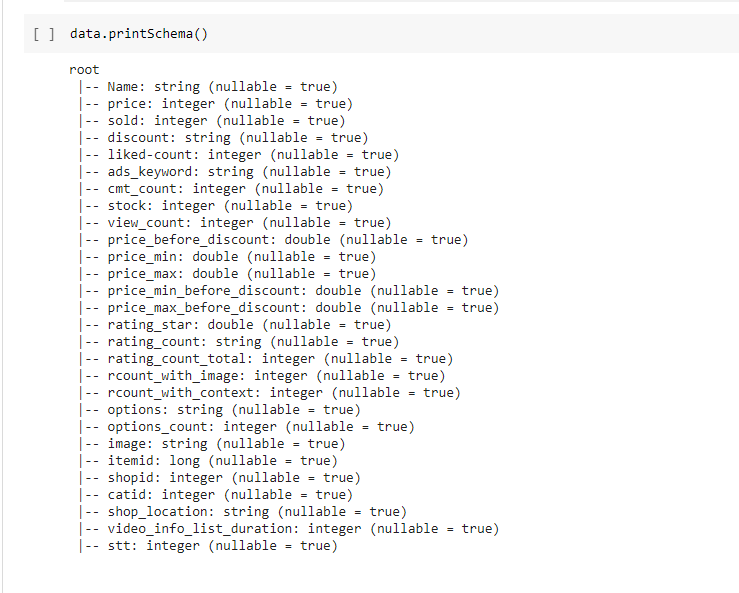 [ ] data.printSchema()
root
|-- Name: string (nullable = true)
|-- price: integer (nullable = true)
|-- sold: integer (nullable = true)
|-- discount: string (nullable = true)
|-- liked-count: integer (nullable = true)
|-- ads_keyword: string (nullable = true)
|-- cmt_count: integer (nullable = true)
|-- stock: integer (nullable = true)
|-- view_count: integer (nullable = true)
|-- price_before_discount: double (nullable = true)
|-- price_min: double (nullable = true)
|-- price_max: double (nullable = true)
|-- price_min_before_discount: double (nullable = true)
|-- price_max_before_discount: double (nullable = true)
|-- rating_star: double (nullable = true)
|-- rating_count: string (nullable = true)
|-- rating_count_total: integer (nullable = true)
|-- rcount_with_image: integer (nullable = true)
|-- rcount_with_context: integer (nullable = true)
|-- options: string (nullable = true)
|-- options_count: integer (nullable = true)
|-- image: string (nullable = true)
|-- itemid: long (nullable = true)
|-- shopid: integer (nullable = true)
|-- catid: integer (nullable = true)
|-- shop_location: string (nullable = true)
|-- video_info_list_duration: integer (nullable = true)
|-- stt: integer (nullable = true)